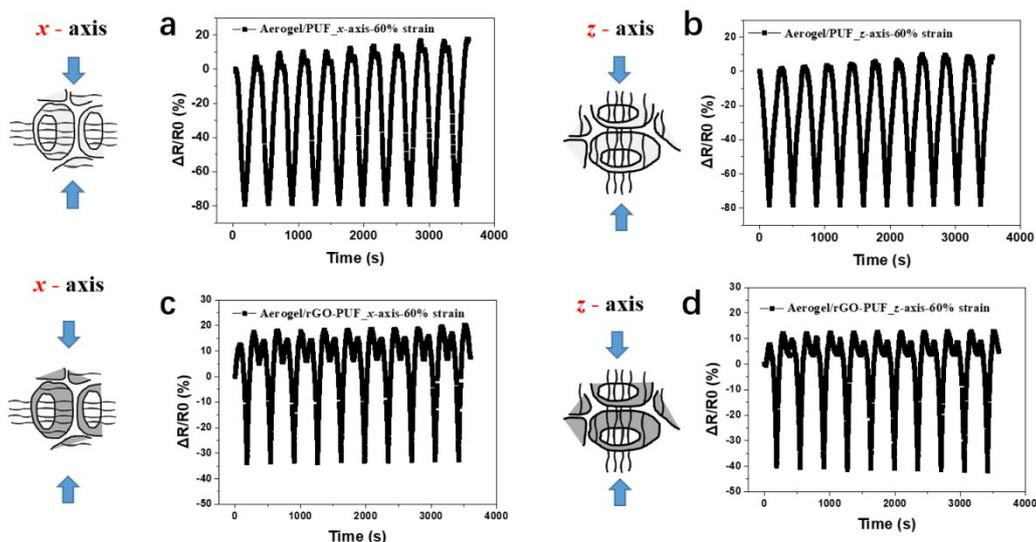 x - axis
a
Aerogel/PUF_x-axis-60% strain
20
0
-20
-40
-60
-80
ΔR/R0 (%)
0 1000 2000 3000 4000
Time (s)
z - axis
b
Aerogel/PUF_z-axis-60% strain
20
0
-20
-40
-60
-80
ΔR/R0 (%)
0 1000 2000 3000 4000
Time (s)
x - axis
c
Aerogel/rGO-PUF_x-axis-60% strain
30
20
10
0
-10
-20
-30
-40
-50
ΔR/R0 (%)
0 1000 2000 3000 4000
Time (s)
z - axis
d
Aerogel/rGO-PUF_z-axis-60% strain
30
20
10
0
-10
-20
-30
-40
-50
ΔR/R0 (%)
0 1000 2000 3000 4000
Time (s)